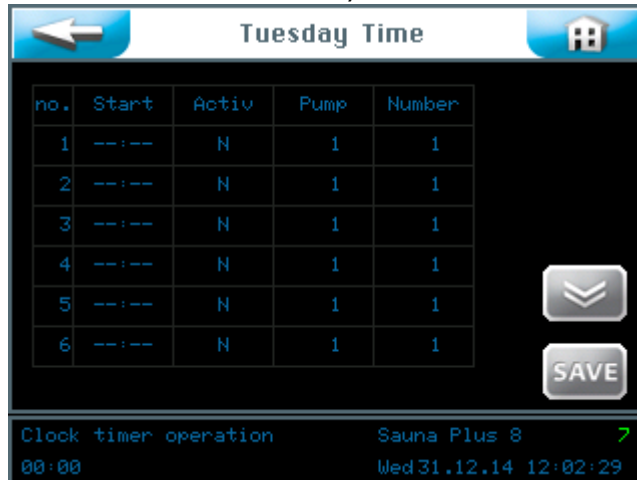 Tuesday Time
no. Start Activ Pump Number
1 --:-- N 1 1
2 --:-- N 1 1
3 --:-- N 1 1
4 --:-- N 1 1
5 --:-- N 1 1
6 --:-- N 1 1
SAVE
Clock timer operation Sauna Plus 8 7
00:00 Wed 31.12.14 12:02:29